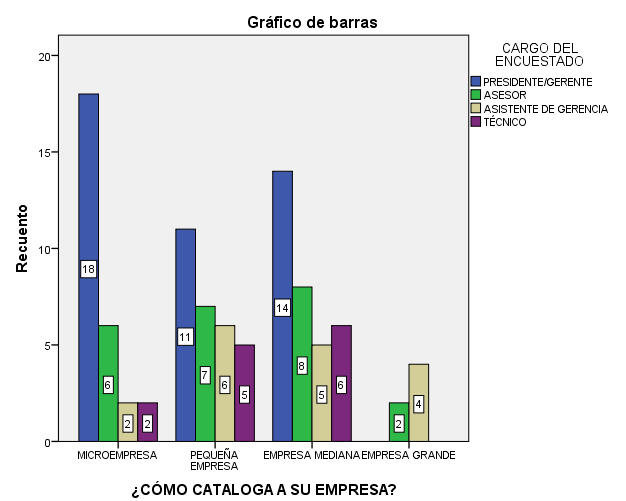 Gráfico de barras
CARGO DEL
ENCUESTADO
PRESIDENTE/GERENTE
ASESOR
ASISTENTE DE GERENCIA
TÉCNICO
Recuento
20
15
10
5
0
18
6
2
2
11
7
6
5
14
8
5
6
2
4
MICROEMPRESA
PEQUEÑA
EMPRESA
EMPRESA MEDIANA
EMPRESA GRANDE
¿CÓMO CATALOGA A SU EMPRESA?